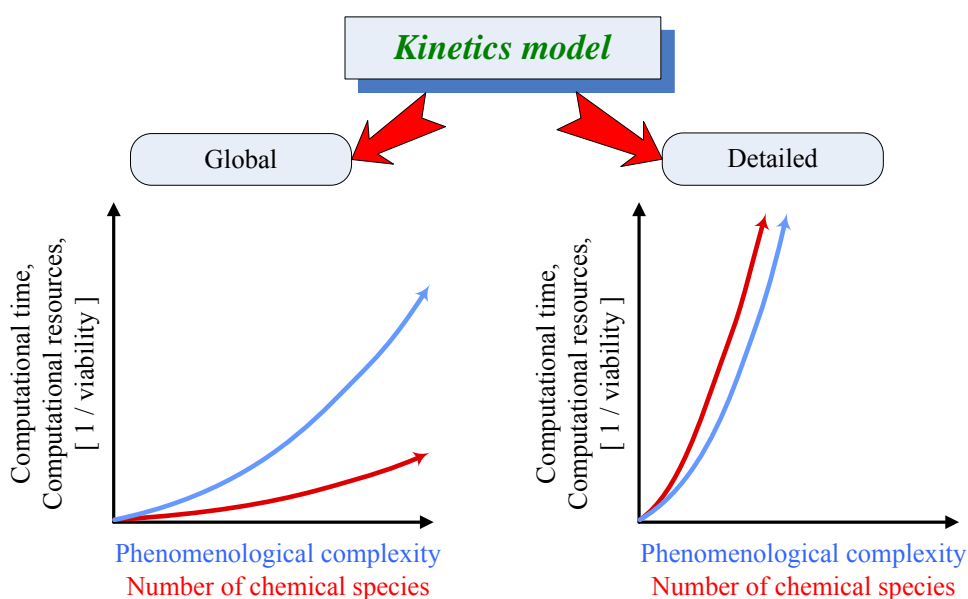 Kinetics model
Global
Detailed
Computational time,
Computational resources,
[ 1 / viability ]
Phenomenological complexity
Number of chemical species
Computational time,
Computational resources,
[ 1 / viability ]
Phenomenological complexity
Number of chemical species